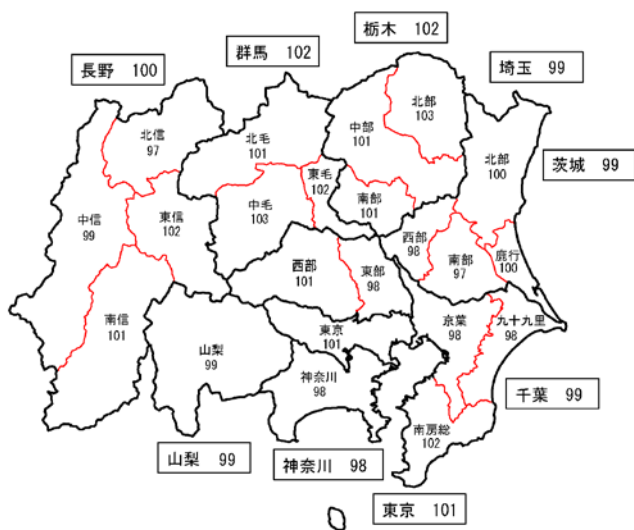 栃木 102
群馬 102
長野 100
埼玉 99
北部
103
北信
97
北毛
101
中部
101
北部
100
茨城 99
東毛
102
中信
99
東信
102
中毛
103
南部
101
西部
98
南部
97
鹿行
100
西部
101
東部
98
南信
101
山梨
99
東京
101
京葉
98
九十九里
98
神奈川
98
千葉 99
南房総
102
山梨 99
神奈川 98
東京 101